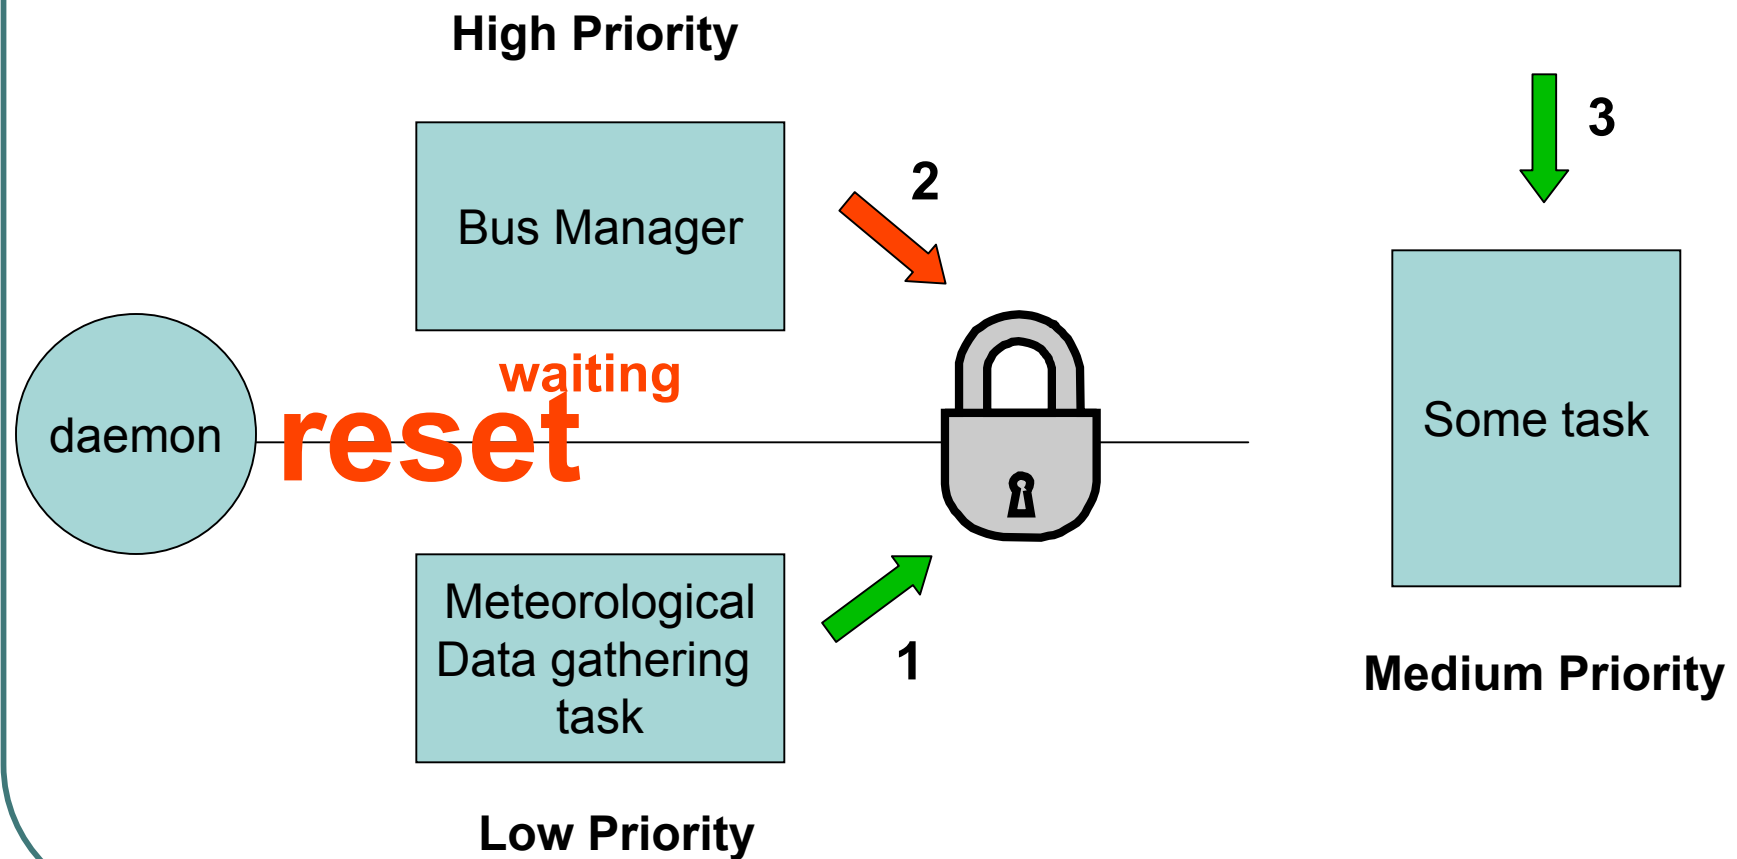 High Priority
3
2
Bus Manager
waiting
daemon
reset
Some task
Meteorological
Data gathering
task
1
Medium Priority
Low Priority